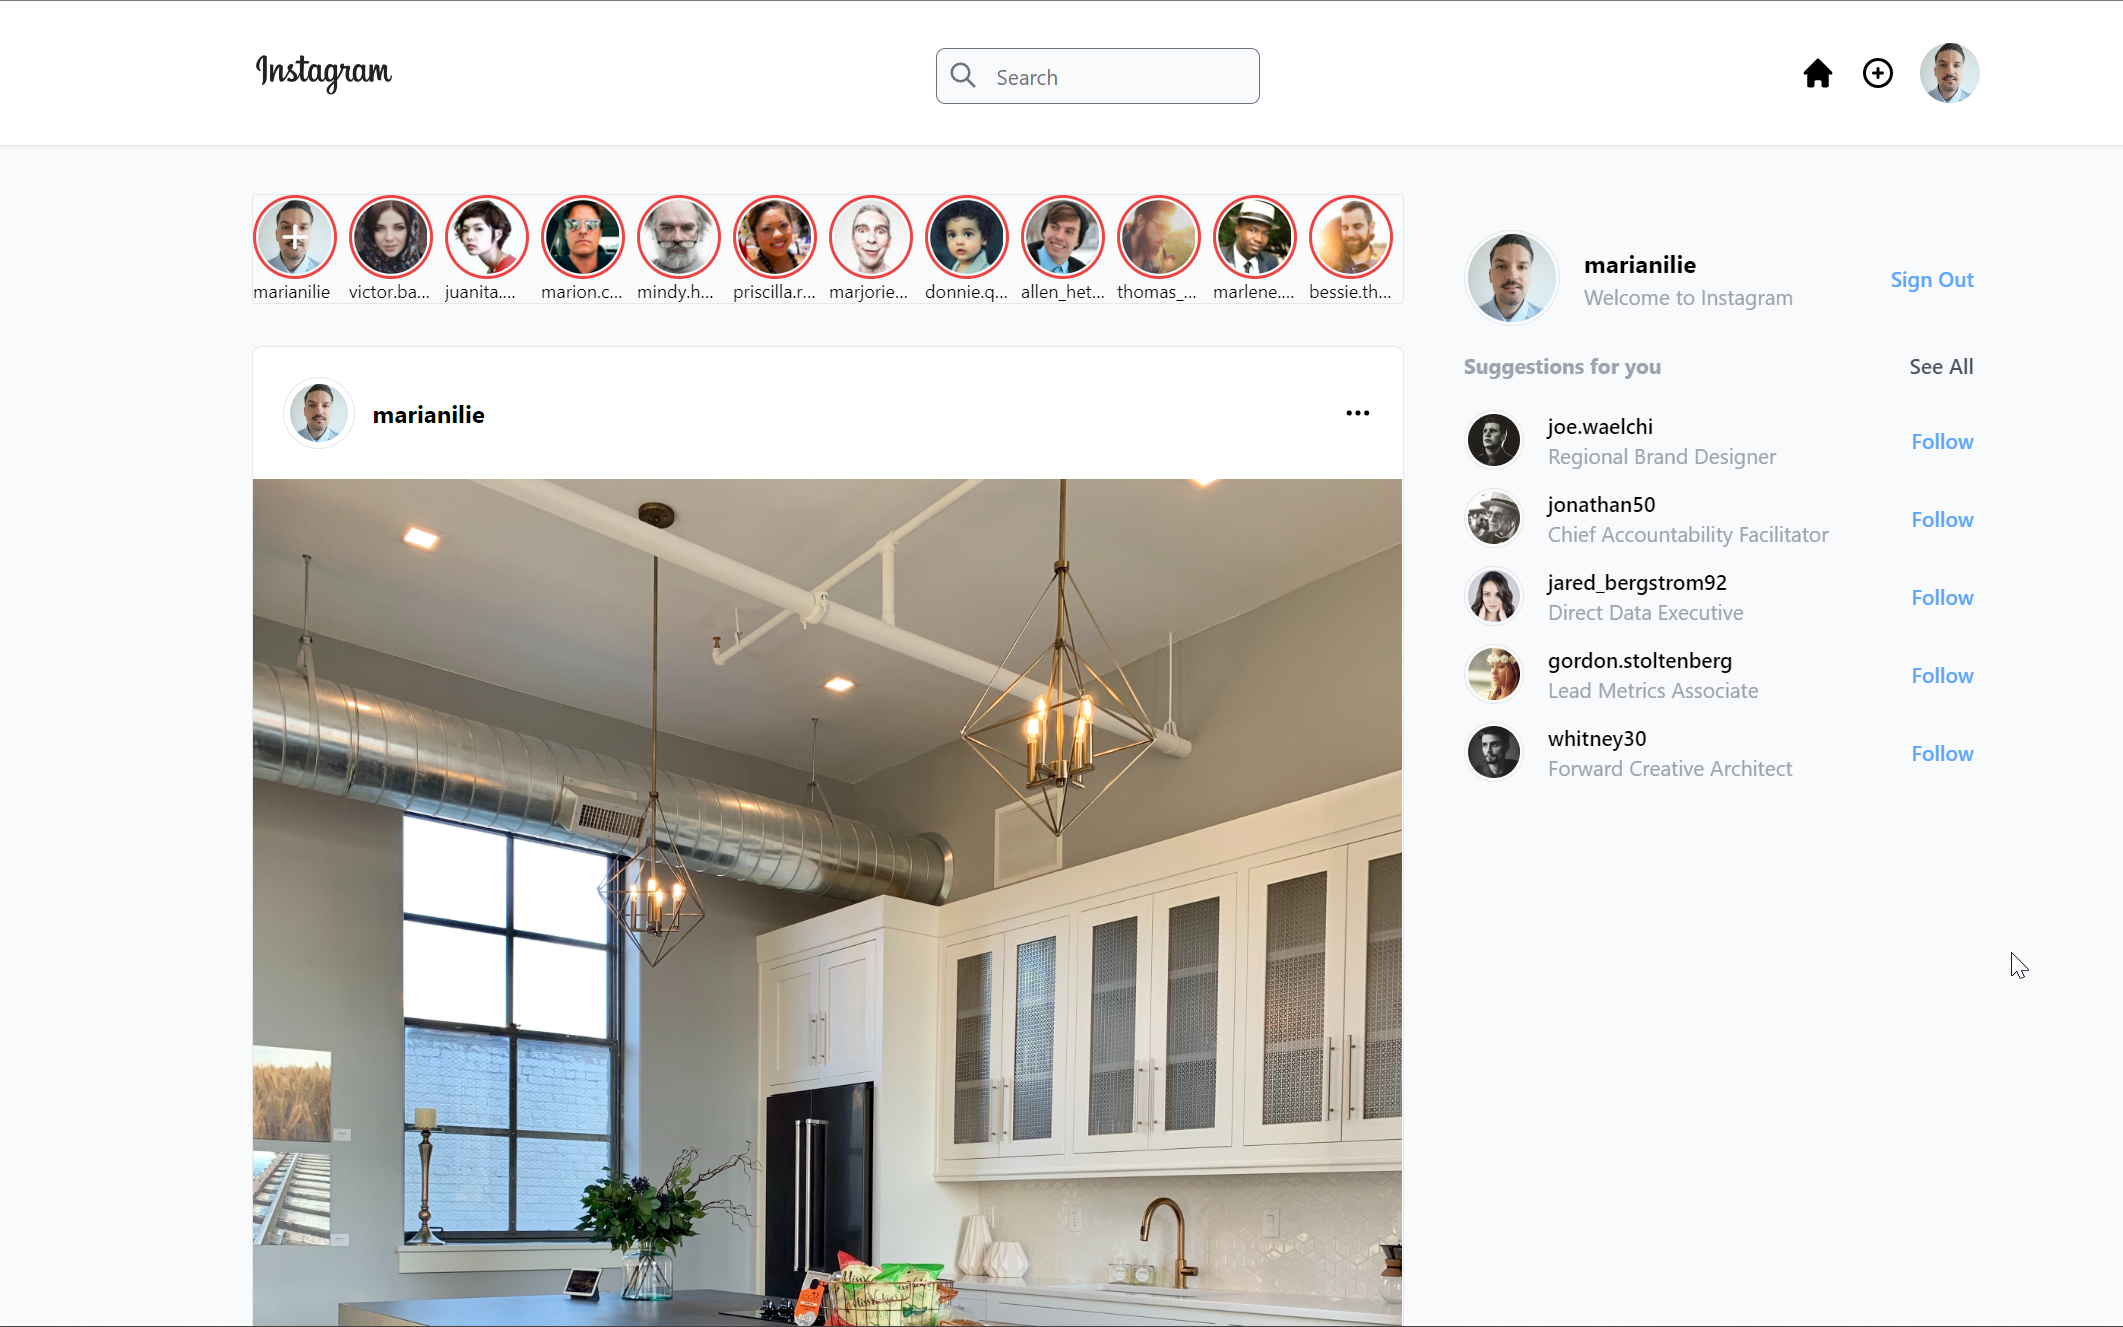 Instagram
Search
marianilie
victor.ba...
juanita....
marion.c...
mindy.h...
priscilla.r...
marjorie...
donnie.q...
allen_het...
thomas_...
marlene....
bessie.th...
marianilie
marianilie
Welcome to Instagram
Sign Out
Suggestions for you
See All
joe.waelchi
Regional Brand Designer
Follow
jonathan50
Chief Accountability Facilitator
Follow
jared_bergstrom92
Direct Data Executive
Follow
gordon.stoltenberg
Lead Metrics Associate
Follow
whitney30
Forward Creative Architect
Follow